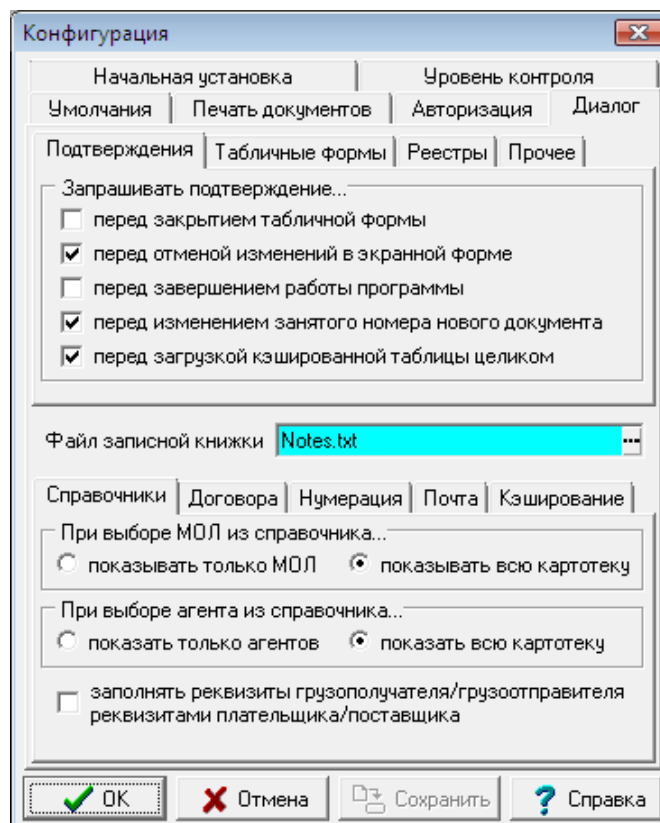 Конфигурация
Начальная установка Уровень контроля
Умолчания Печать документов Авторизация Диалог
Подтверждения Табличные формы Реестры Прочее
Запрашивать подтверждение...
перед закрытием табличной формы
перед отменой изменений в экранной форме
перед завершением работы программы
перед изменением занятого номера нового документа
перед загрузкой кэшированной таблицы целиком
Файл записной книжки Notes.txt ...
Справочники Договора Нумерация Почта Кэширование
При выборе МОЛ из справочника...
показывать только МОЛ показывать всю картотеку
При выборе агента из справочника...
показать только агентов показать всю картотеку
заполнять реквизиты грузополучателя/грузоотправителя
реквизитами плательщика/поставщика
OK Отмена Сохранить Справка